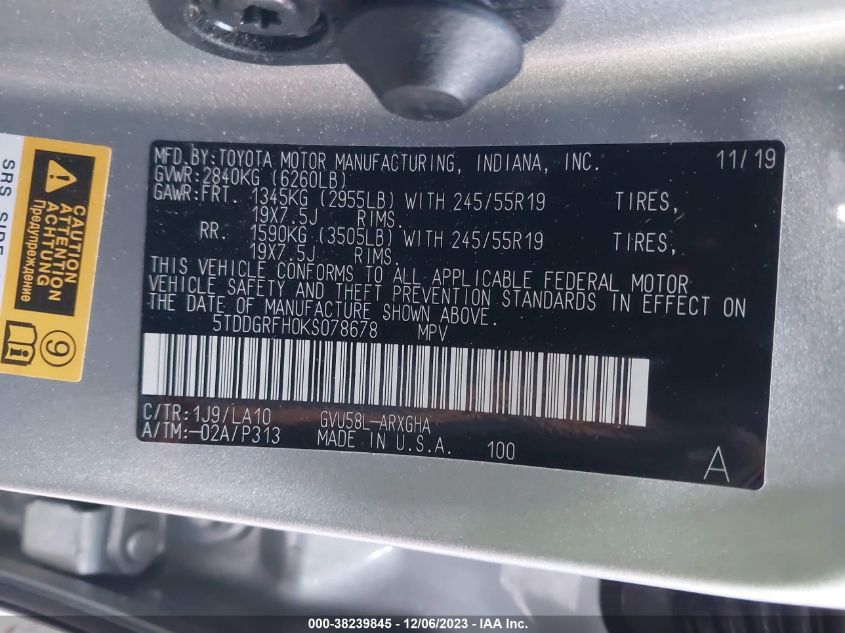 MFD.BY:TOYOTA MOTOR MANUFACTURING, INDIANA, INC. 11/19
GVWR:2840KG (6260LB)
GAWR:FRT. 1345KG (2955LB) WITH 245/55R19 TIRES,
19X7.5J RIMS.
RR. 1590KG (3505LB) WITH 245/55R19 TIRES,
19X7.5J RIMS.
THIS VEHICLE CONFORMS TO ALL APPLICABLE FEDERAL MOTOR
VEHICLE SAFETY AND THEFT PREVENTION STANDARDS IN EFFECT ON
THE DATE OF MANUFACTURE SHOWN ABOVE.
5TDDGRFH0KS078678 MPV
C/TR:1J9/LA10 GVU58L-ARXGHA
A/TM:-02A/P313 MADE IN U.S.A. 100
A
CAUTION
ATTENTION
Предупреждение
SRS SIDE
9
000-38239845 - 12/06/2023 - IAA Inc.